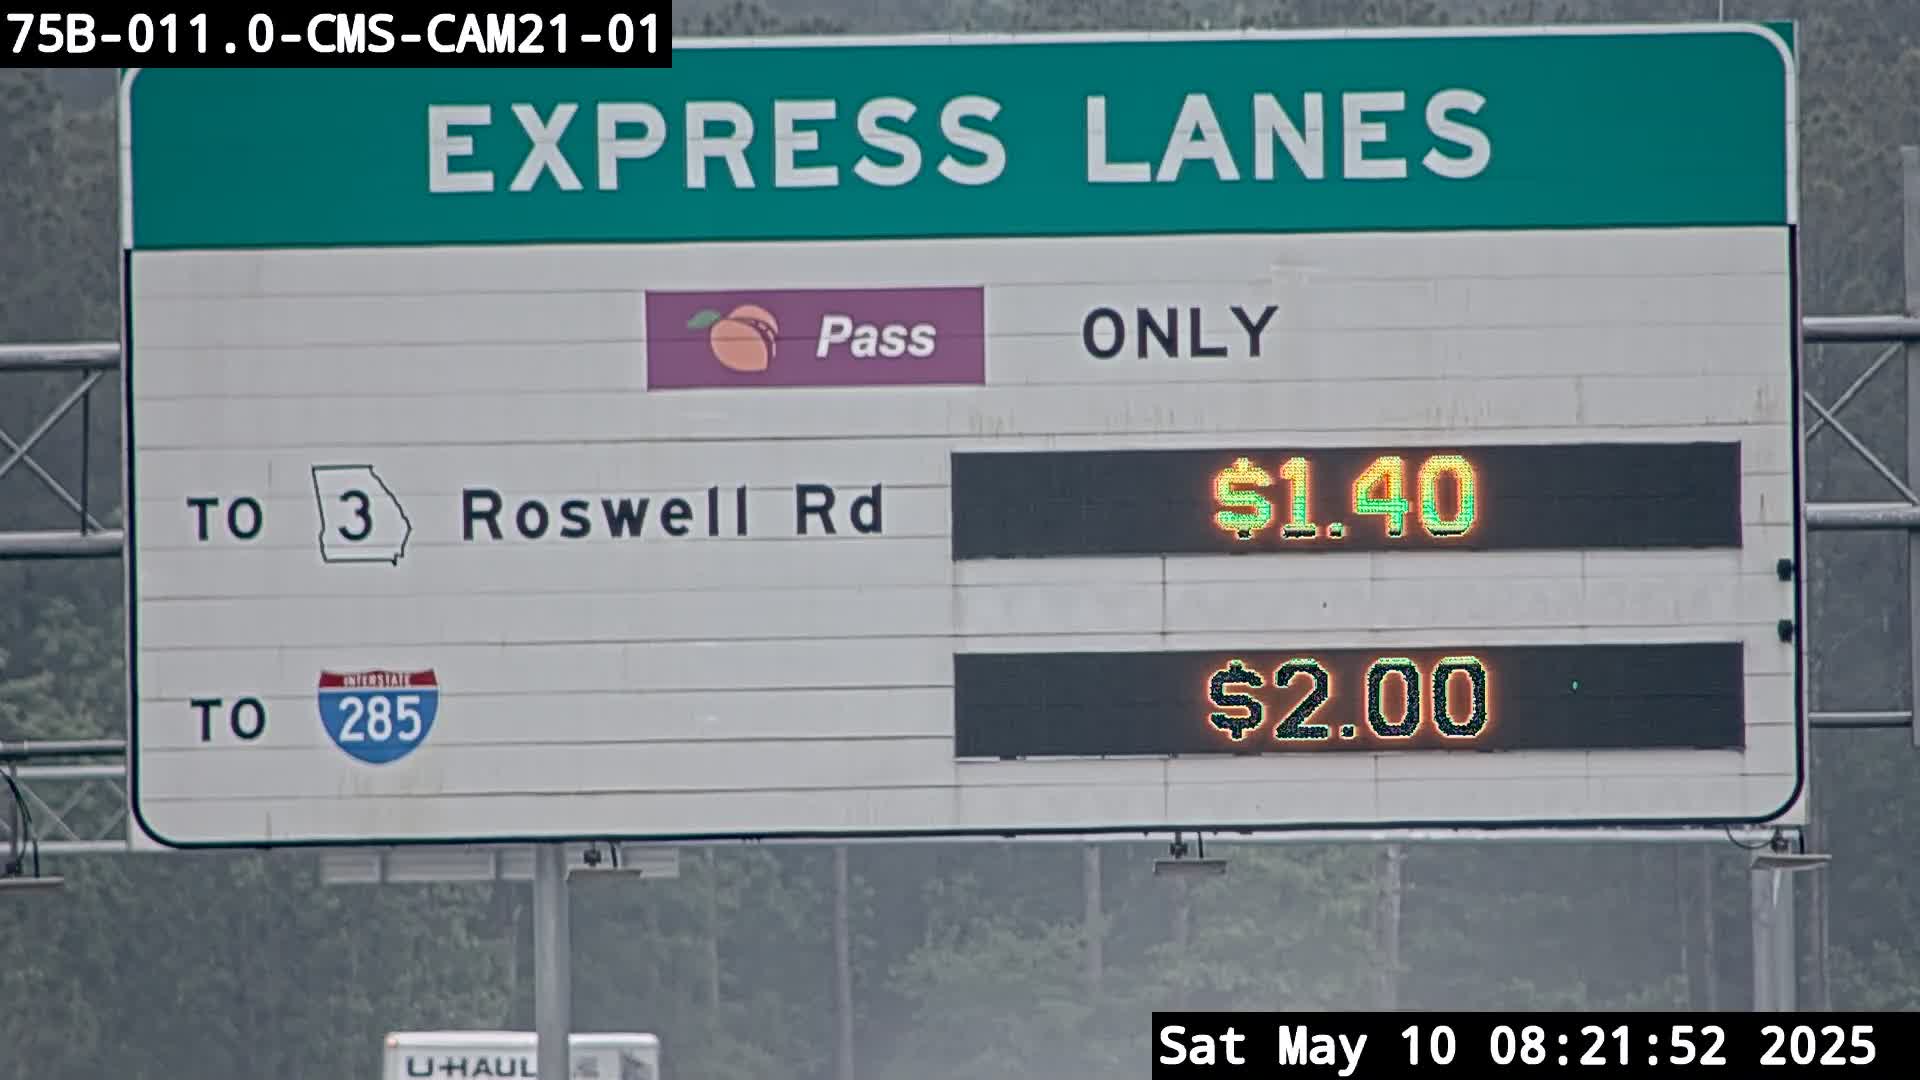 75B-011.0-CMS-CAM21-01
EXPRESS LANES
Pass ONLY
TO 3 Roswell Rd $1.40
TO INTERSTATE 285 $2.00
U-HAUL
Sat May 10 08:21:52 2025